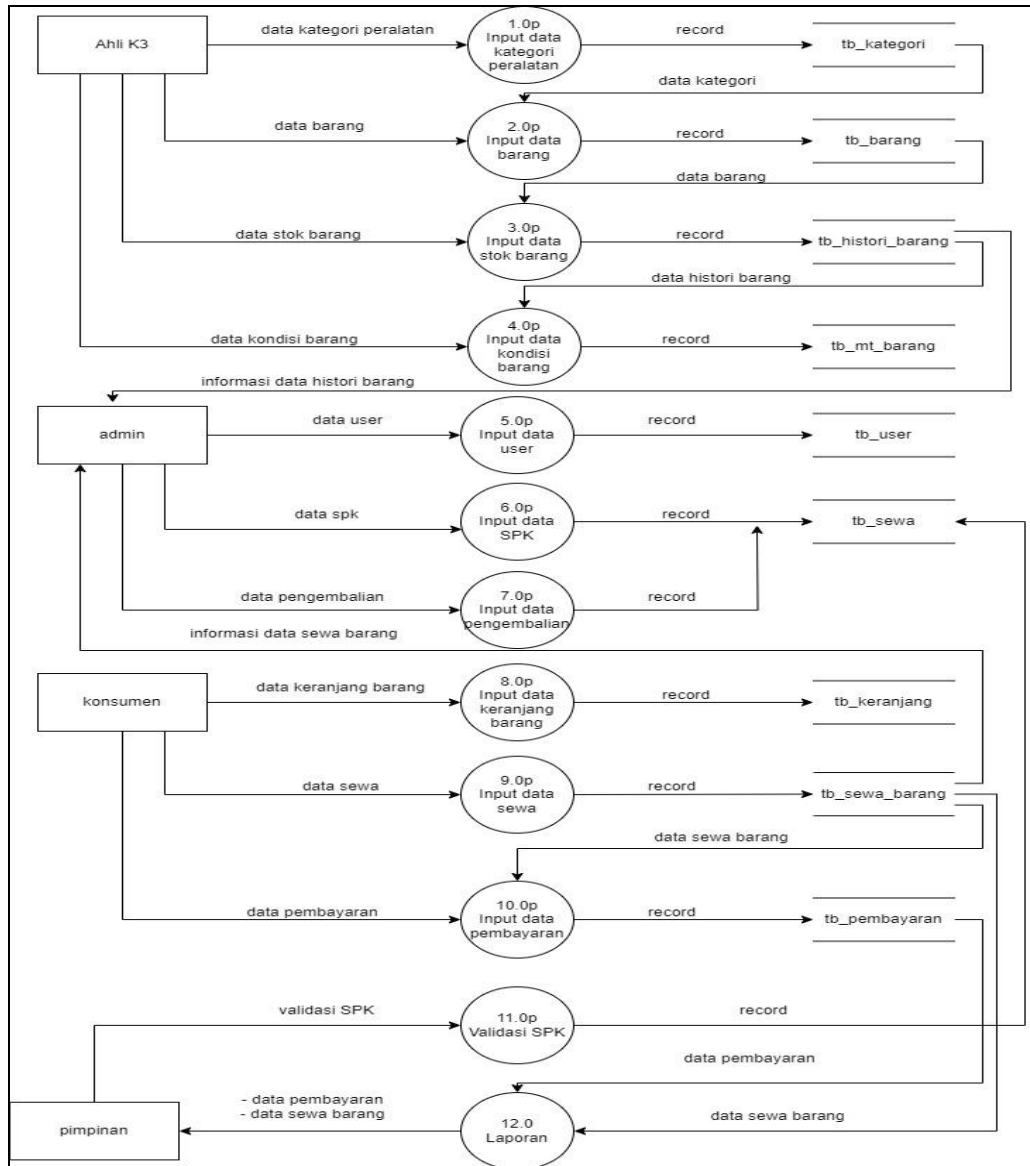 Ahli K3
data kategori peralatan
1.0p
Input data
kategori
peralatan
record
tb_kategori
data kategori
data barang
2.0p
Input data
barang
record
tb_barang
data barang
data stok barang
3.0p
Input data
stok barang
record
tb_histori_barang
data histori barang
data kondisi barang
4.0p
Input data
kondisi
barang
record
tb_mt_barang
informasi data histori barang
admin
data user
5.0p
Input data
user
record
tb_user
data spk
6.0p
Input data
SPK
record
tb_sewa
data pengembalian
7.0p
Input data
pengembalian
record
informasi data sewa barang
konsumen
data keranjang barang
8.0p
Input data
keranjang
barang
record
tb_keranjang
data sewa
9.0p
Input data
sewa
record
tb_sewa_barang
data sewa barang
data pembayaran
10.0p
Input data
pembayaran
record
tb_pembayaran
validasi SPK
11.0p
Validasi SPK
record
data pembayaran
pimpinan
- data pembayaran
- data sewa barang
12.0
Laporan
data sewa barang